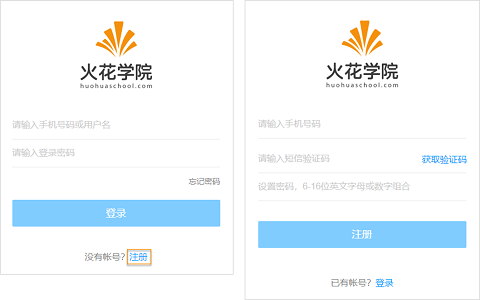 火花学院
huohuaschool.com
请输入手机号码或用户名
请输入登录密码
忘记密码
登录
没有帐号？注册
火花学院
huohuaschool.com
请输入手机号码
请输入短信验证码 获取验证码
设置密码，6-16位英文字母或数字组合
注册
已有帐号？登录